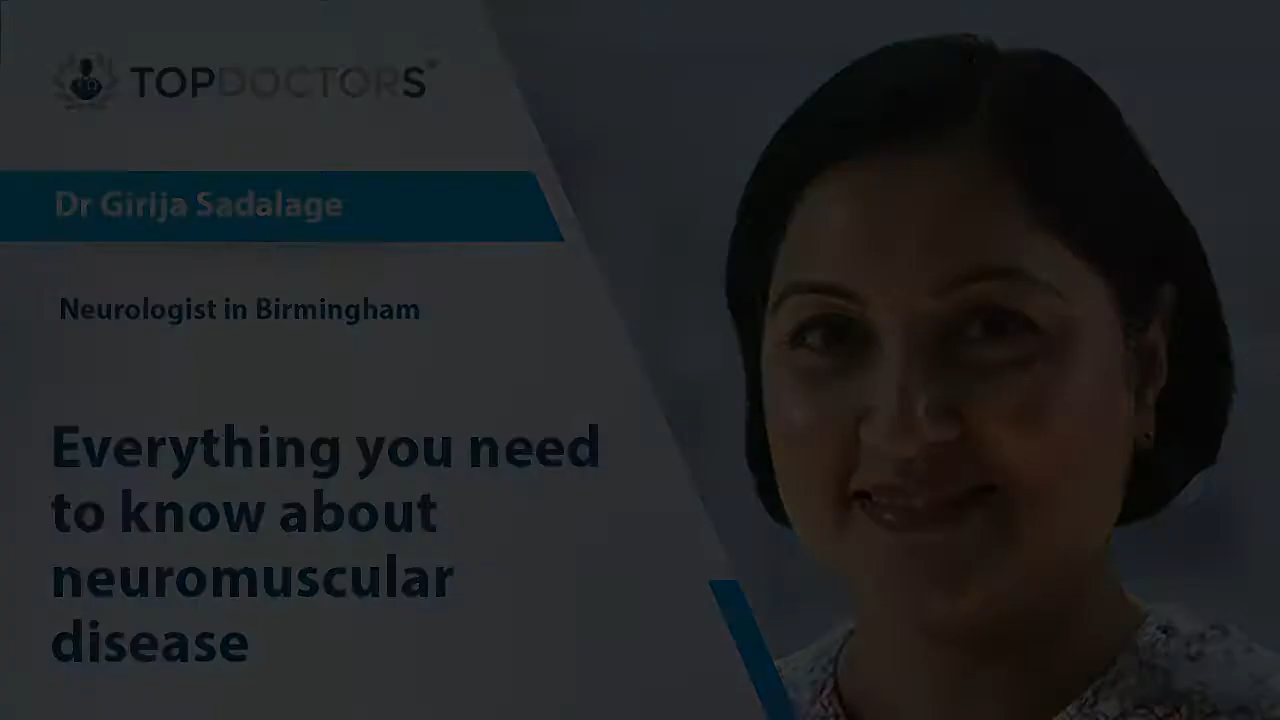 TOPDOCTORS
Dr Girija Sadalage
Neurologist in Birmingham
Everything you need
to know about
neuromuscular
disease